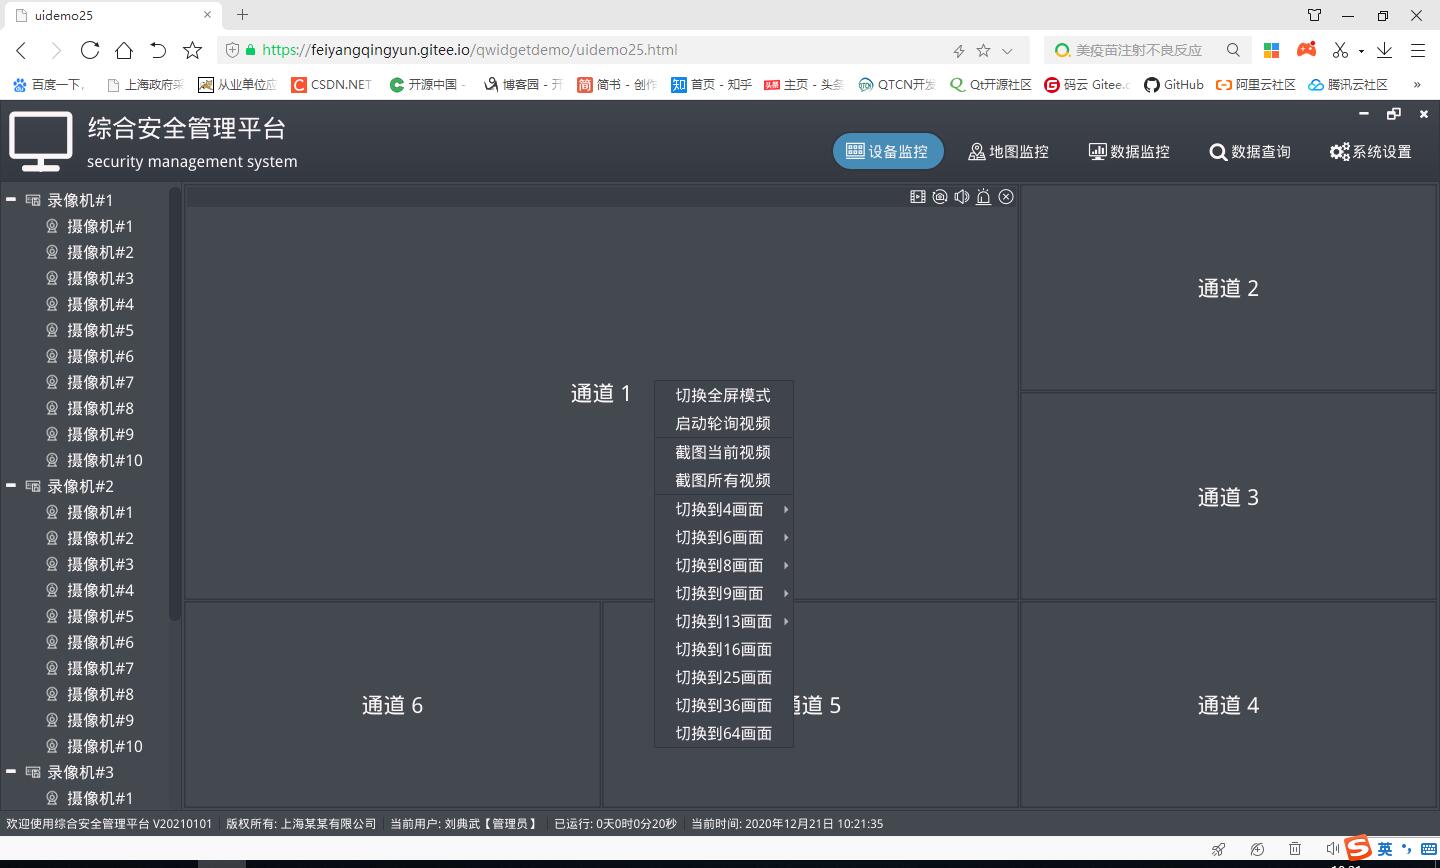 uidemo25
https://feiyangqingyun.gitee.io/qwidgetdemo/uidemo25.html
美疫苗注射不良反应
百度一下, 上海政府采 从业单位应 CSDN.NET 开源中国 - 博客园 - 开 简书 - 创作 首页 - 知乎 主页 - 头条 QTCN开发 Qt开源社区 码云 Gitee.c GitHub 阿里云社区 腾讯云社区 »
综合安全管理平台
security management system
设备监控 地图监控 数据监控 数据查询 系统设置
录像机#1
摄像机#1
摄像机#2
摄像机#3
摄像机#4
摄像机#5
摄像机#6
摄像机#7
摄像机#8
摄像机#9
摄像机#10
录像机#2
摄像机#1
摄像机#2
摄像机#3
摄像机#4
摄像机#5
摄像机#6
摄像机#7
摄像机#8
摄像机#9
摄像机#10
录像机#3
摄像机#1
通道 1
通道 2
通道 3
通道 4
通道 5
通道 6
切换全屏模式
启动轮询视频
截图当前视频
截图所有视频
切换到4画面
切换到6画面
切换到8画面
切换到9画面
切换到13画面
切换到16画面
切换到25画面
切换到36画面
切换到64画面
欢迎使用综合安全管理平台 V20210101 版权所有: 上海某某有限公司 当前用户: 刘典武【管理员】 已运行: 0天0时0分20秒 当前时间: 2020年12月21日 10:21:35
英